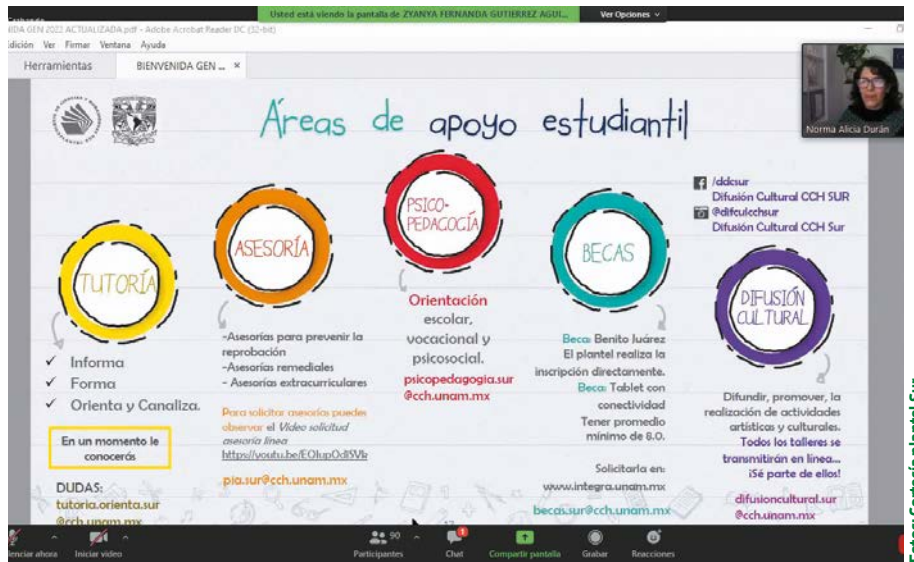 Usted está viendo la pantalla de ZYANYA FERNANDA GUTIERREZ AGUI...
Ver Opciones
NIDA GEN 2022 ACTUALIZADA.pdf - Adobe Acrobat Reader DC (32-bit)
dición Ver Firmar Ventana Ayuda
Herramientas
BIENVENIDA GEN ... ×
Norma Alicia Durán
Áreas de apoyo estudiantil
TUTORÍA
✓ Informa
✓ Forma
✓ Orienta y Canaliza.
En un momento le
conocerás
DUDAS:
tutoria.orienta.sur
@cch.unam.mx
ASESORÍA
-Asesorías para prevenir la
reprobación
-Asesorías remediales
- Asesorías extracurriculares
Para solicitar asesorías puedes
observar el Video solicitud
asesoría línea
pia.sur@cch.unam.mx
PSICO-
PEDAGOGÍA
Orientación
escolar,
vocacional y
psicosocial.
psicopedagogia.sur
@cch.unam.mx
BECAS
Beca: Benito Juárez
El plantel realiza la
inscripción directamente.
Beca: Tablet con
conectividad
Tener promedio
mínimo de 8.0.
Solicitarla en:
www.integra.unam.mx
becas.sur@cch.unam.mx
/ddcsur
Difusión Cultural CCH SUR
@difculcchsur
Difusión Cultural CCH Sur
DIFUSIÓN
CULTURAL
Difundir, promover, la
realización de actividades
artísticas y culturales.
Todos los talleres se
transmitirán en línea...
¡Sé parte de ellos!
difusioncultural.sur
@cch.unam.mx
lenciar ahora
Iniciar video
90
Participantes
Chat
Compartir pantalla
Grabar
Reacciones